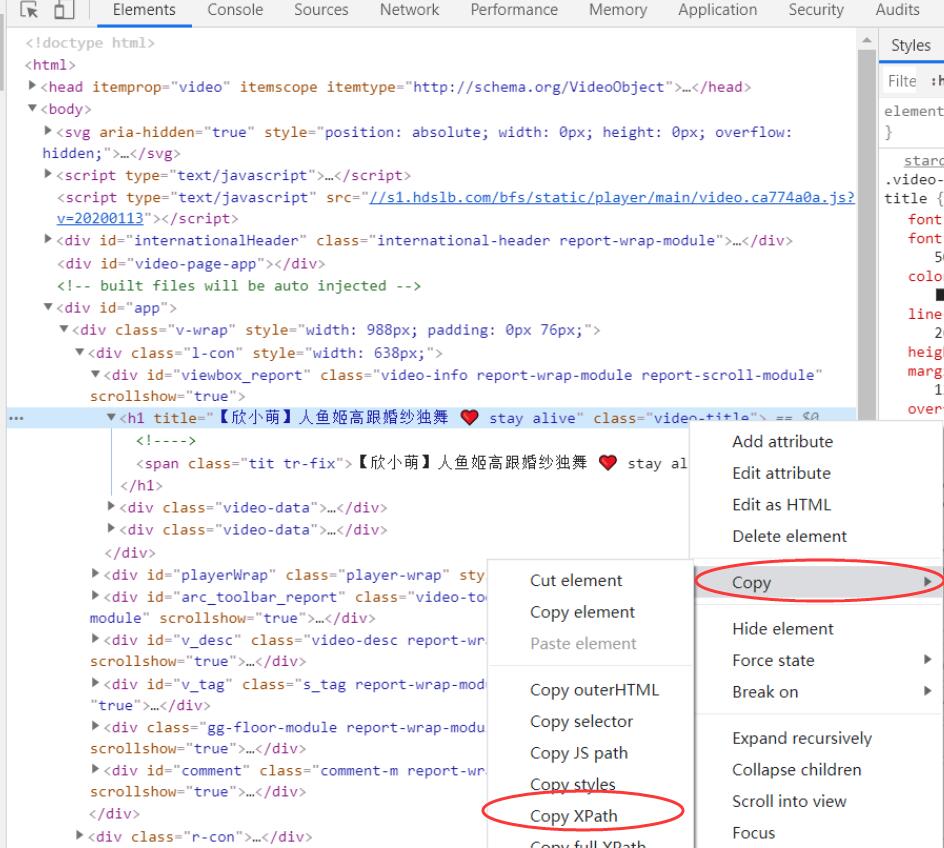 Elements Console Sources Network Performance Memory Application Security Audits
<!doctype html>
<html>
<head itemprop="video" itemscope itemtype="http://schema.org/VideoObject">…</head>
<body>
<svg aria-hidden="true" style="position: absolute; width: 0px; height: 0px; overflow:
hidden;">…</svg>
<script type="text/javascript">…</script>
<script type="text/javascript" src="//s1.hdslb.com/bfs/static/player/main/video.ca774a0a.js?
v=20200113"></script>
<div id="internationalHeader" class="international-header report-wrap-module">…</div>
<div id="video-page-app"></div>
<!-- built files will be auto injected -->
<div id="app">
<div class="v-wrap" style="width: 988px; padding: 0px 76px;">
<div class="l-con" style="width: 638px;">
<div id="viewbox_report" class="video-info report-wrap-module report-scroll-module"
scrollshow="true">
<h1 title="【欣小萌】人鱼姬高跟婚纱独舞 ❤ stay alive" class="video-title"> == $0
<!---->
<span class="tit tr-fix">【欣小萌】人鱼姬高跟婚纱独舞 ❤ stay al
</h1>
<div class="video-data">…</div>
<div class="video-data">…</div>
</div>
<div id="playerWrap" class="player-wrap" sty
<div id="arc_toolbar_report" class="video-too
module" scrollshow="true">…</div>
<div id="v_desc" class="video-desc report-wr
scrollshow="true">…</div>
<div id="v_tag" class="s_tag report-wrap-modu
"true">…</div>
<div class="gg-floor-module report-wrap-modu
scrollshow="true">…</div>
<div id="comment" class="comment-m report-wr
scrollshow="true">…</div>
</div>
<div class="r-con">…</div>
Add attribute
Edit attribute
Edit as HTML
Delete element
Copy
Hide element
Force state
Break on
Expand recursively
Collapse children
Scroll into view
Focus
Cut element
Copy element
Paste element
Copy outerHTML
Copy selector
Copy JS path
Copy styles
Copy XPath
Copy full XPath
Styles
Filte :h
element
}
stard
.video-
title {
font
font
50
colo
line
20
heigh
marg
1
over